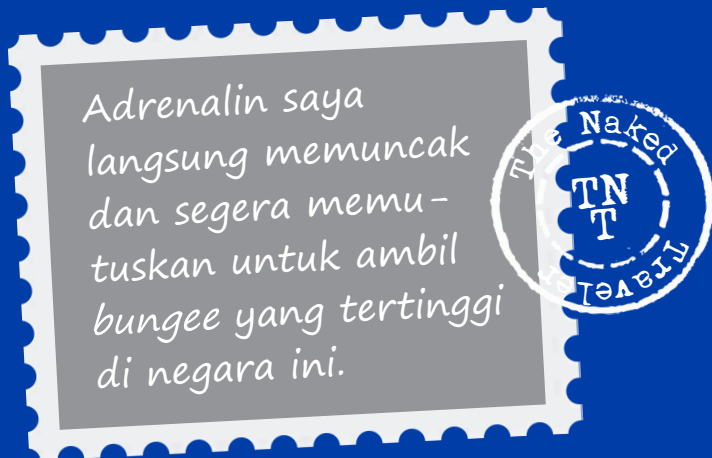 Adrenalin saya
langsung memuncak
dan segera memu-
tuskan untuk ambil
bungee yang tertinggi
di negara ini.
The Naked
TN
T
Traveler